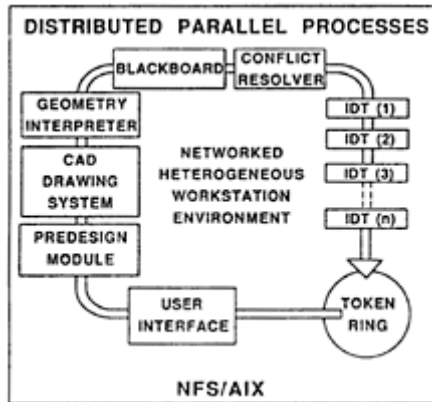 DISTRIBUTED PARALLEL PROCESSES
BLACKBOARD
CONFLICT
RESOLVER
GEOMETRY
INTERPRETER
CAD
DRAWING
SYSTEM
PREDESIGN
MODULE
USER
INTERFACE
NETWORKED
HETEROGENEOUS
WORKSTATION
ENVIRONMENT
IDT (1)
IDT (2)
IDT (3)
IDT (n)
TOKEN
RING
NFS/AIX